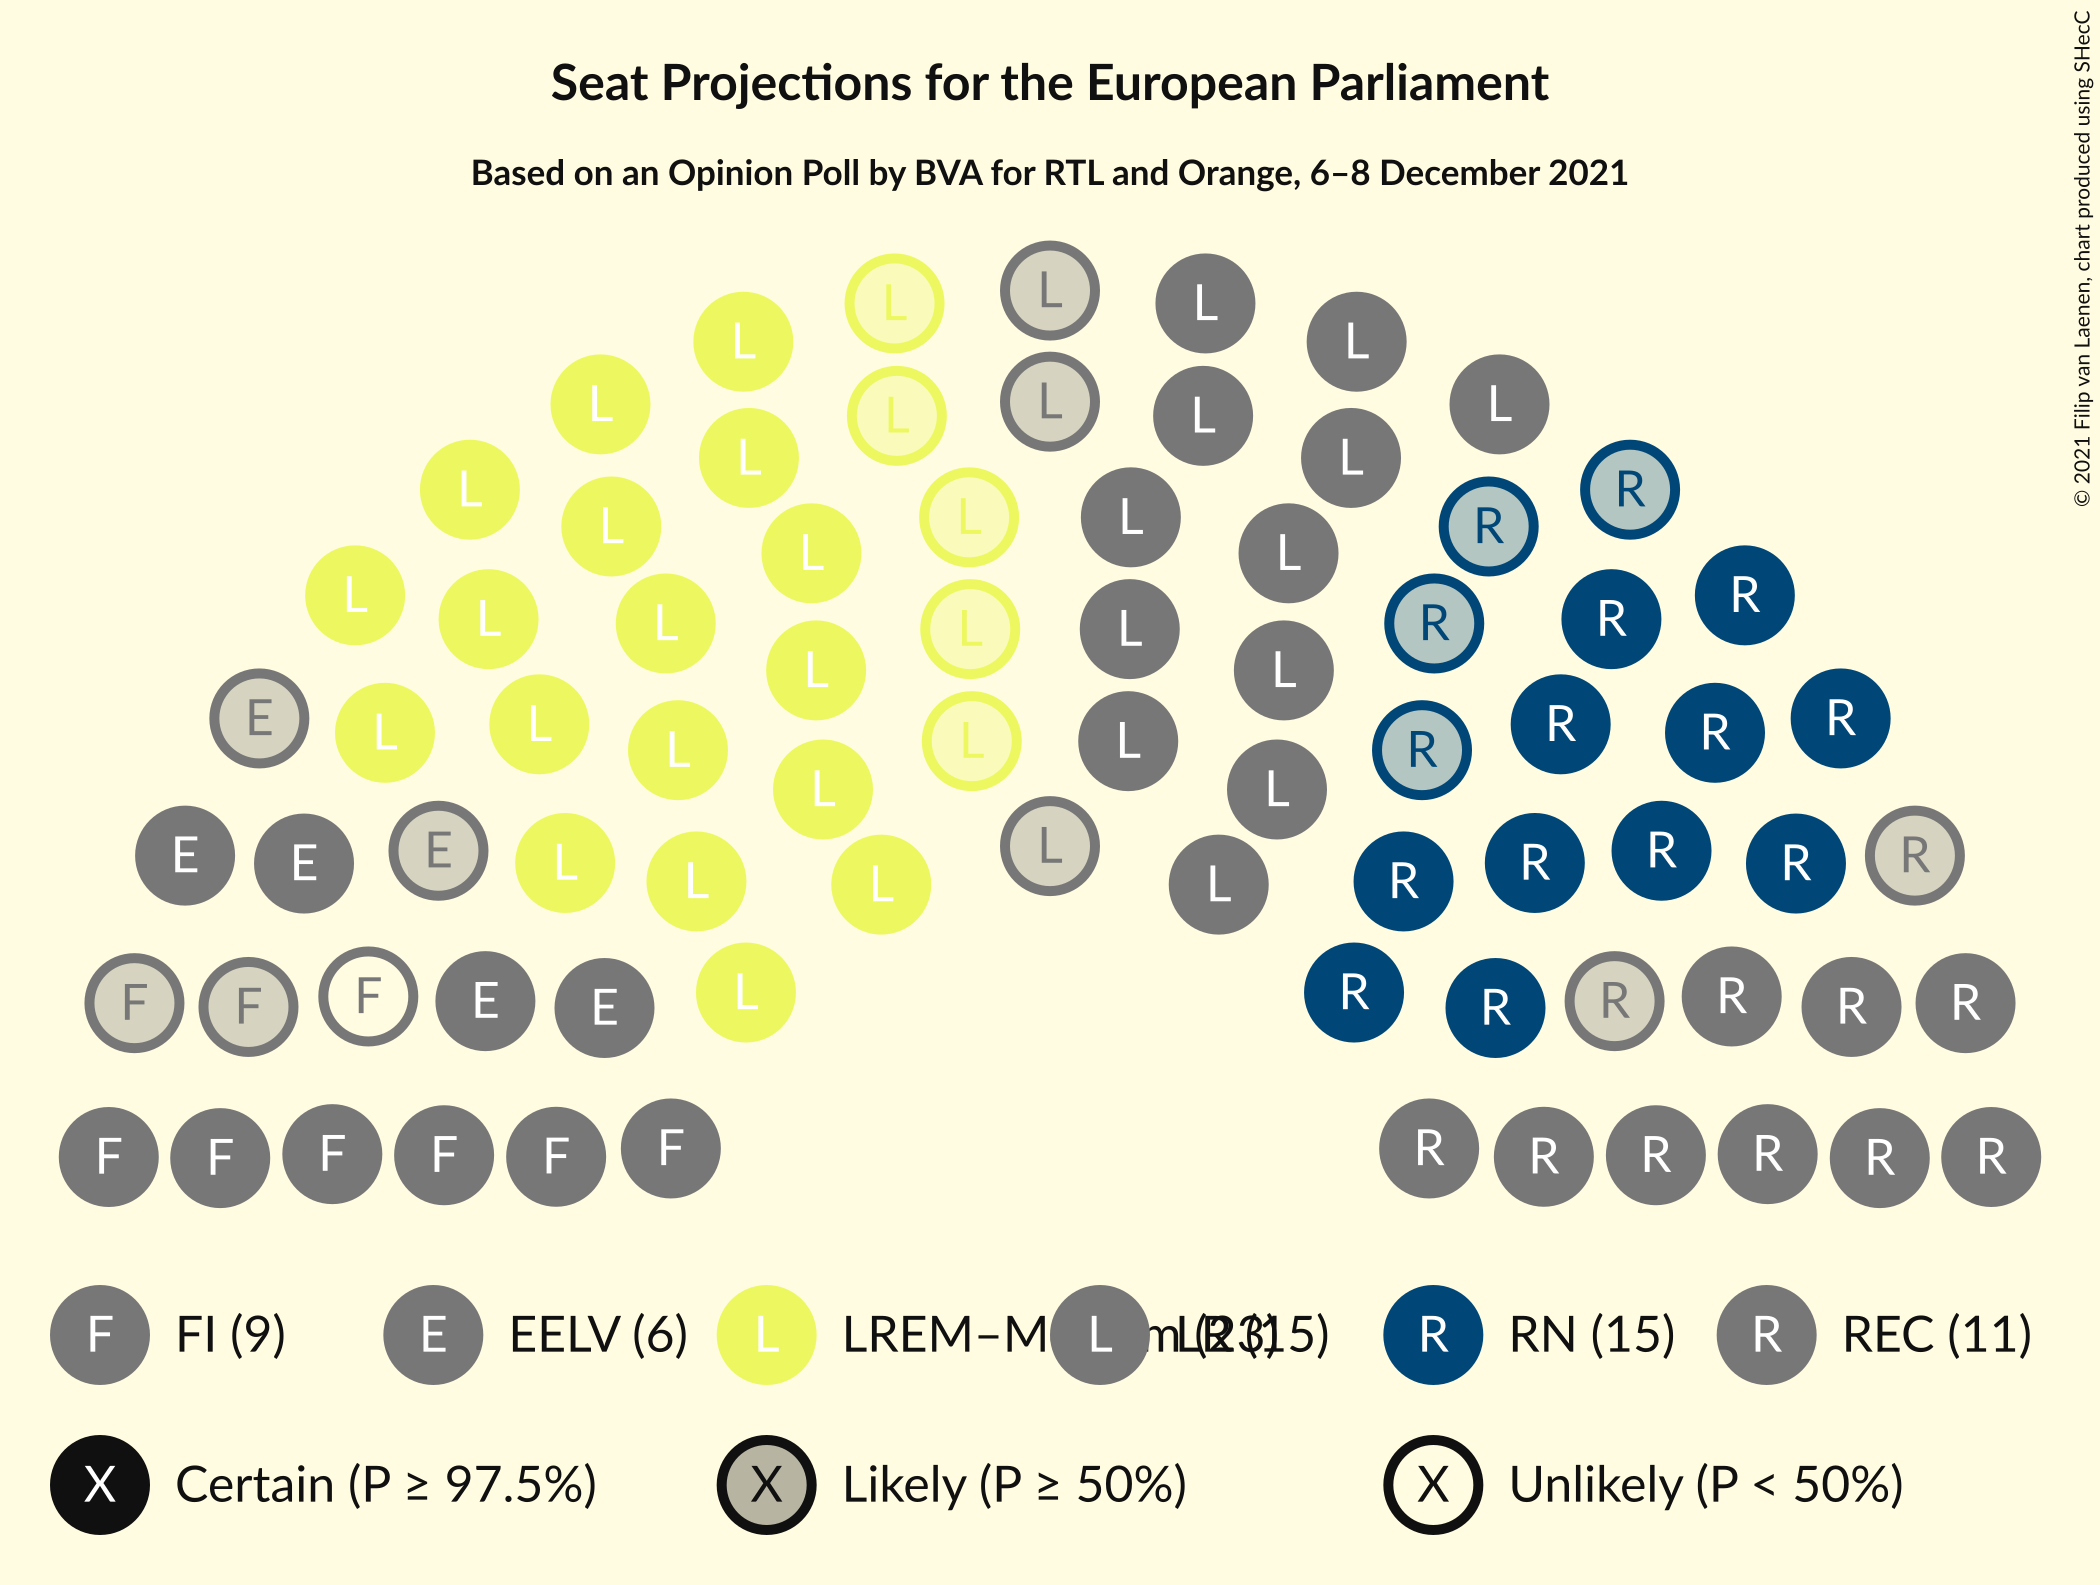 Seat Projections for the European Parliament
Based on an Opinion Poll by BVA for RTL and Orange, 6–8 December 2021
© 2021 Filip van Laenen, chart produced using SHecC
L L L L L
L L L L L
L L L R
L L L L L R
L L L R R R
L L L L R R
E L L L L L R R R R R
E E E L L L L L L L R R R R R
F F F E E L R R R R R R
F F F F F F R R R R R R
F FI (9) E EELV (6) L L LR (15) R RN (15) R REC (11)
X Certain (P ≥ 97.5%) X Likely (P ≥ 50%) X Unlikely (P < 50%)